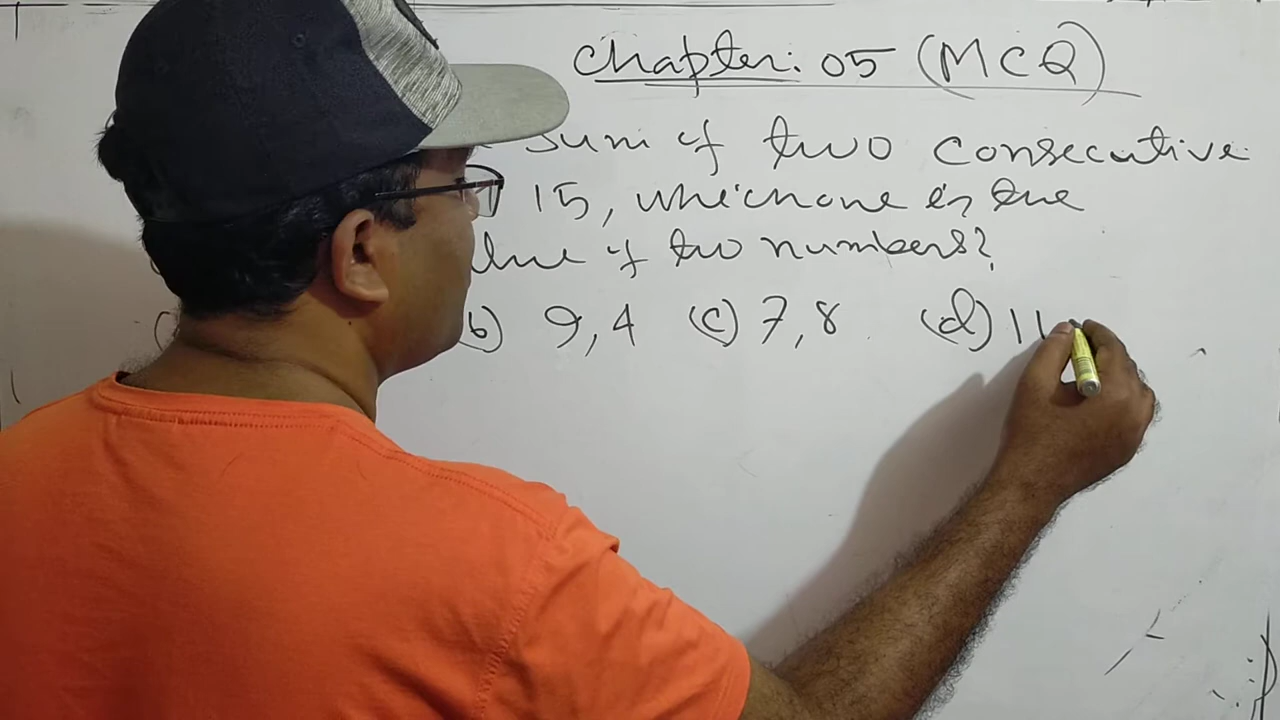 Chapter: 05 (MCQ)
sum of two consecutive
15, which one is the
of two numbers?
(b) 9,4 (c) 7,8 (d) 11